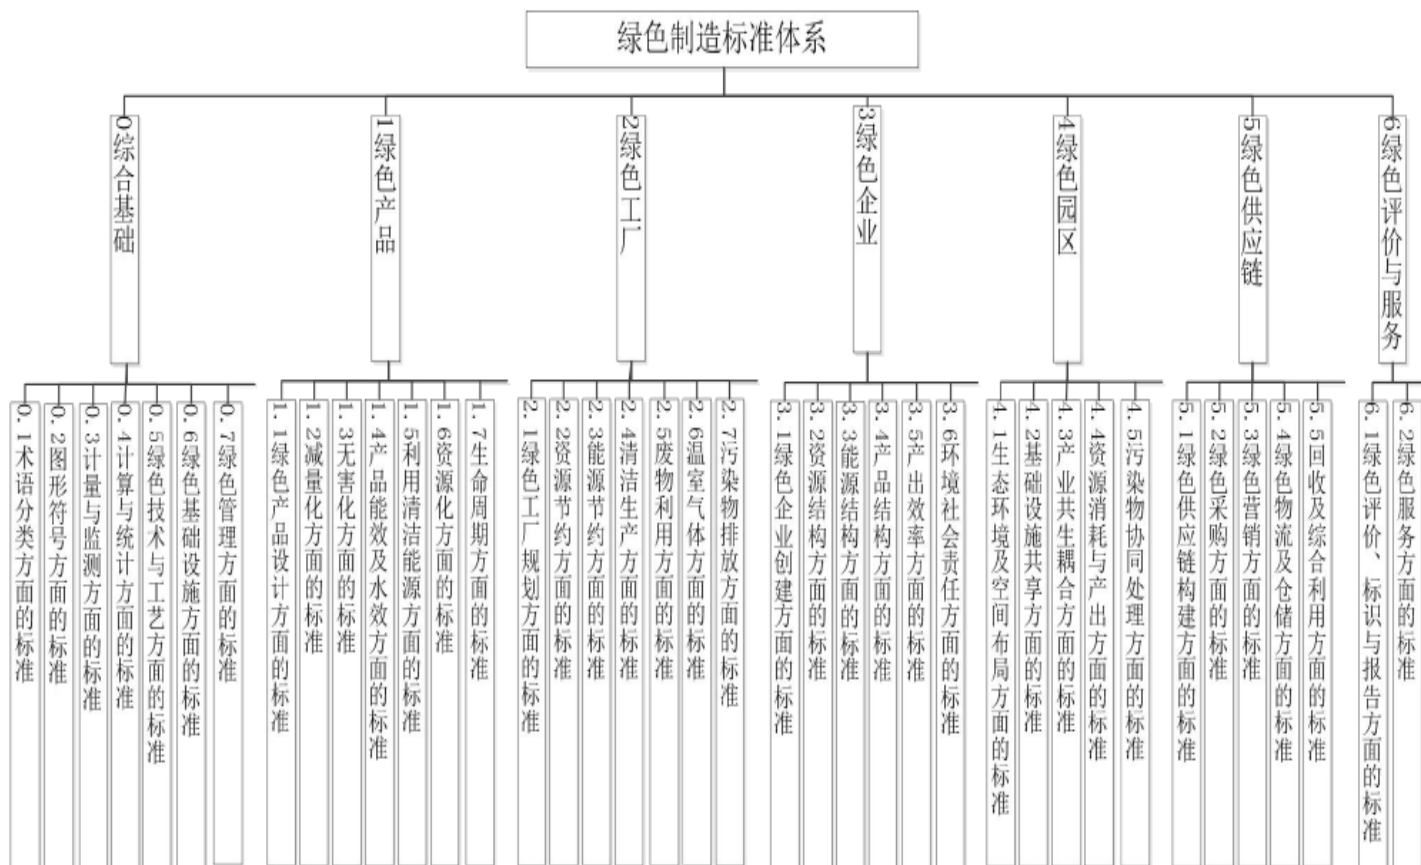 绿色制造标准体系
0综合基础
1绿色产品
2绿色工厂
3绿色企业
4绿色园区
5绿色供应链
6绿色评价与服务
0.1术语分类方面的标准
0.2图形符号方面的标准
0.3计量与监测方面的标准
0.4计算与统计方面的标准
0.5绿色技术与工艺方面的标准
0.6绿色基础设施方面的标准
0.7绿色管理方面的标准
1.1绿色产品设计方面的标准
1.2减量化方面的标准
1.3无害化方面的标准
1.4产品能效及水效方面的标准
1.5利用清洁能源方面的标准
1.6资源化方面的标准
1.7生命周期方面的标准
2.1绿色工厂规划方面的标准
2.2资源节约方面的标准
2.3能源节约方面的标准
2.4清洁生产方面的标准
2.5废物利用方面的标准
2.6温室气体方面的标准
2.7污染物排放方面的标准
3.1绿色企业创建方面的标准
3.2资源结构方面的标准
3.3能源结构方面的标准
3.4产品结构方面的标准
3.5产出效率方面的标准
3.6环境社会责任方面的标准
4.1生态环境及空间布局方面的标准
4.2基础设施共享方面的标准
4.3产业共生耦合方面的标准
4.4资源消耗与产出方面的标准
4.5污染物协同处理方面的标准
5.1绿色供应链构建方面的标准
5.2绿色采购方面的标准
5.3绿色营销方面的标准
5.4绿色物流及仓储方面的标准
5.5回收及综合利用方面的标准
6.1绿色评价、标识与报告方面的标准
6.2绿色服务方面的标准